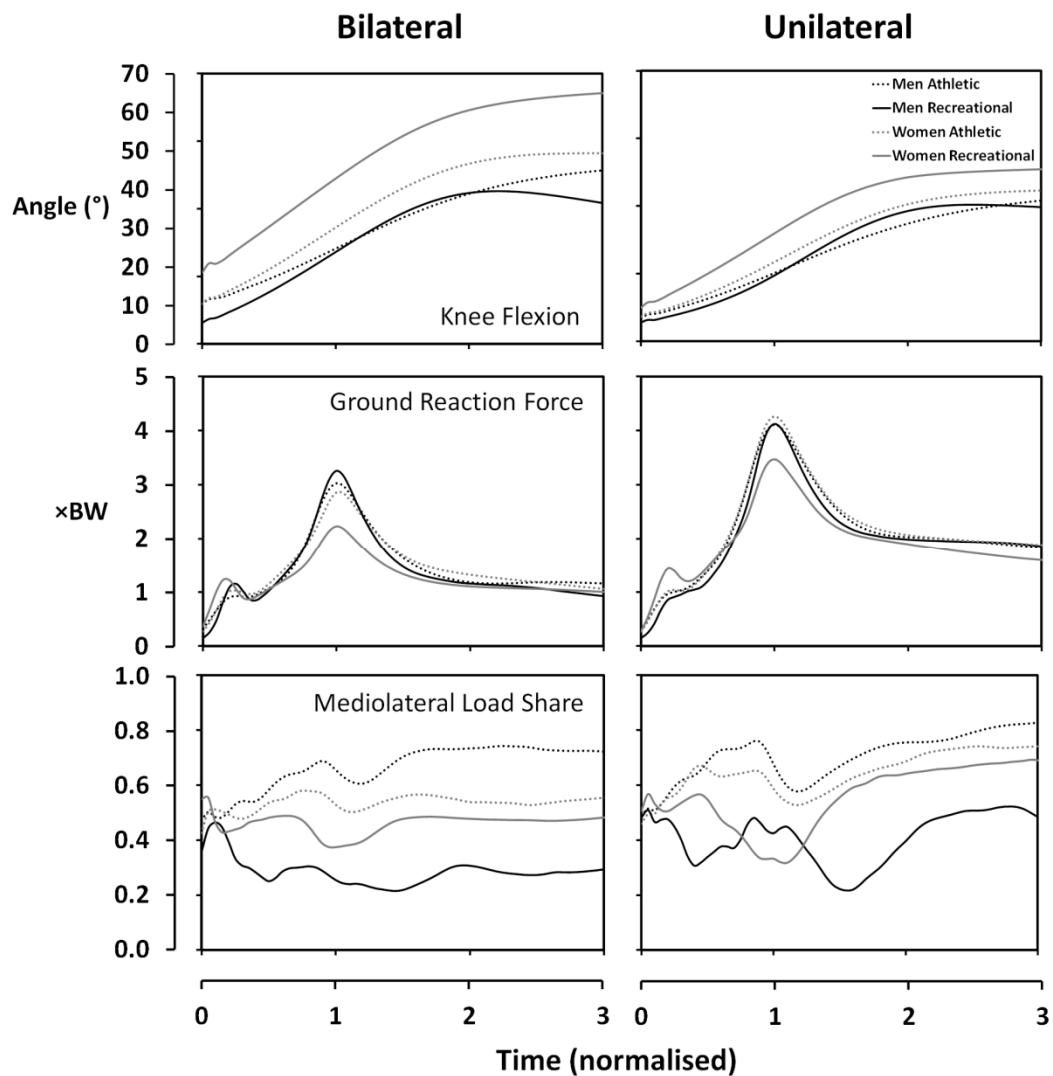 Bilateral
Unilateral
70
60
50
40
30
20
10
0
Angle (°)
Knee Flexion
Men Athletic
Men Recreational
Women Athletic
Women Recreational
5
4
3
2
1
0
×BW
Ground Reaction Force
1.0
0.8
0.6
0.4
0.2
0.0
Mediolateral Load Share
0 1 2 3
0 1 2 3
Time (normalised)